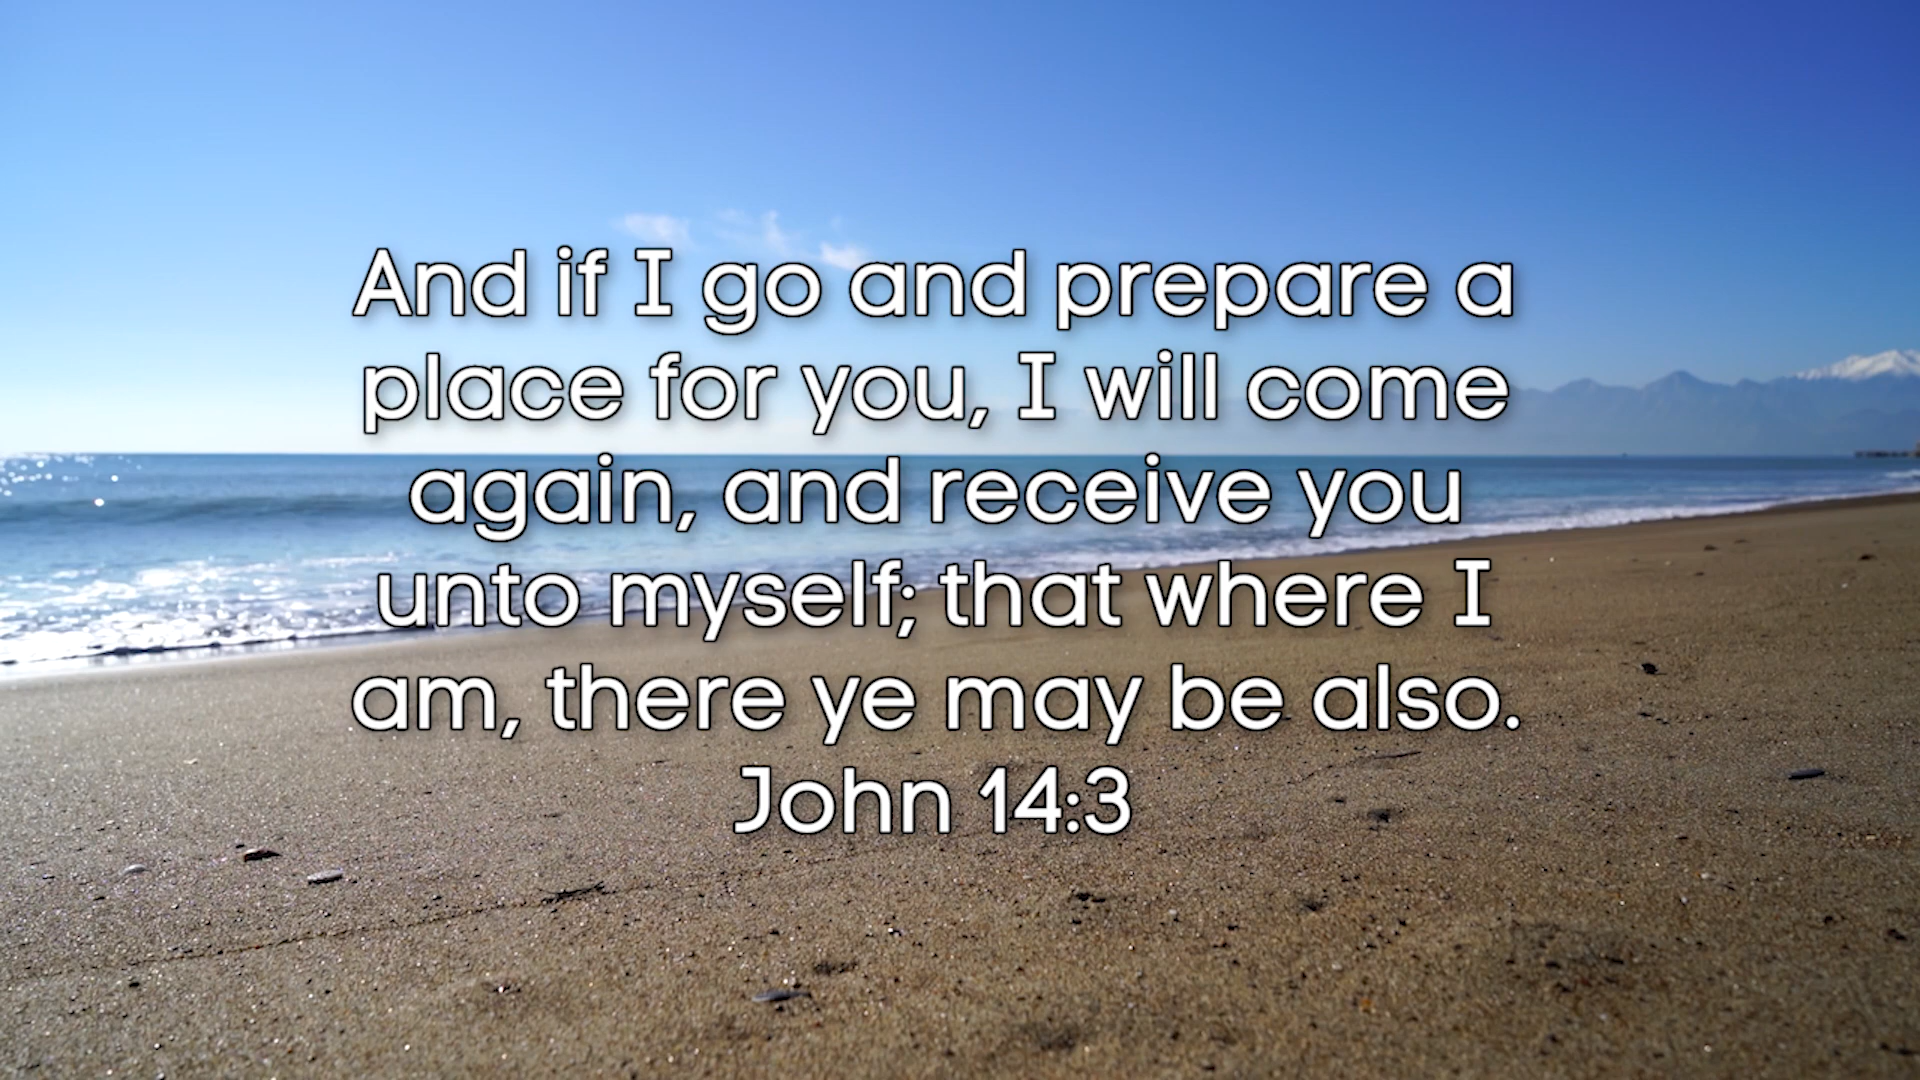 And if I go and prepare a
place for you, I will come
again, and receive you
unto myself; that where I
am, there ye may be also.
John 14:3